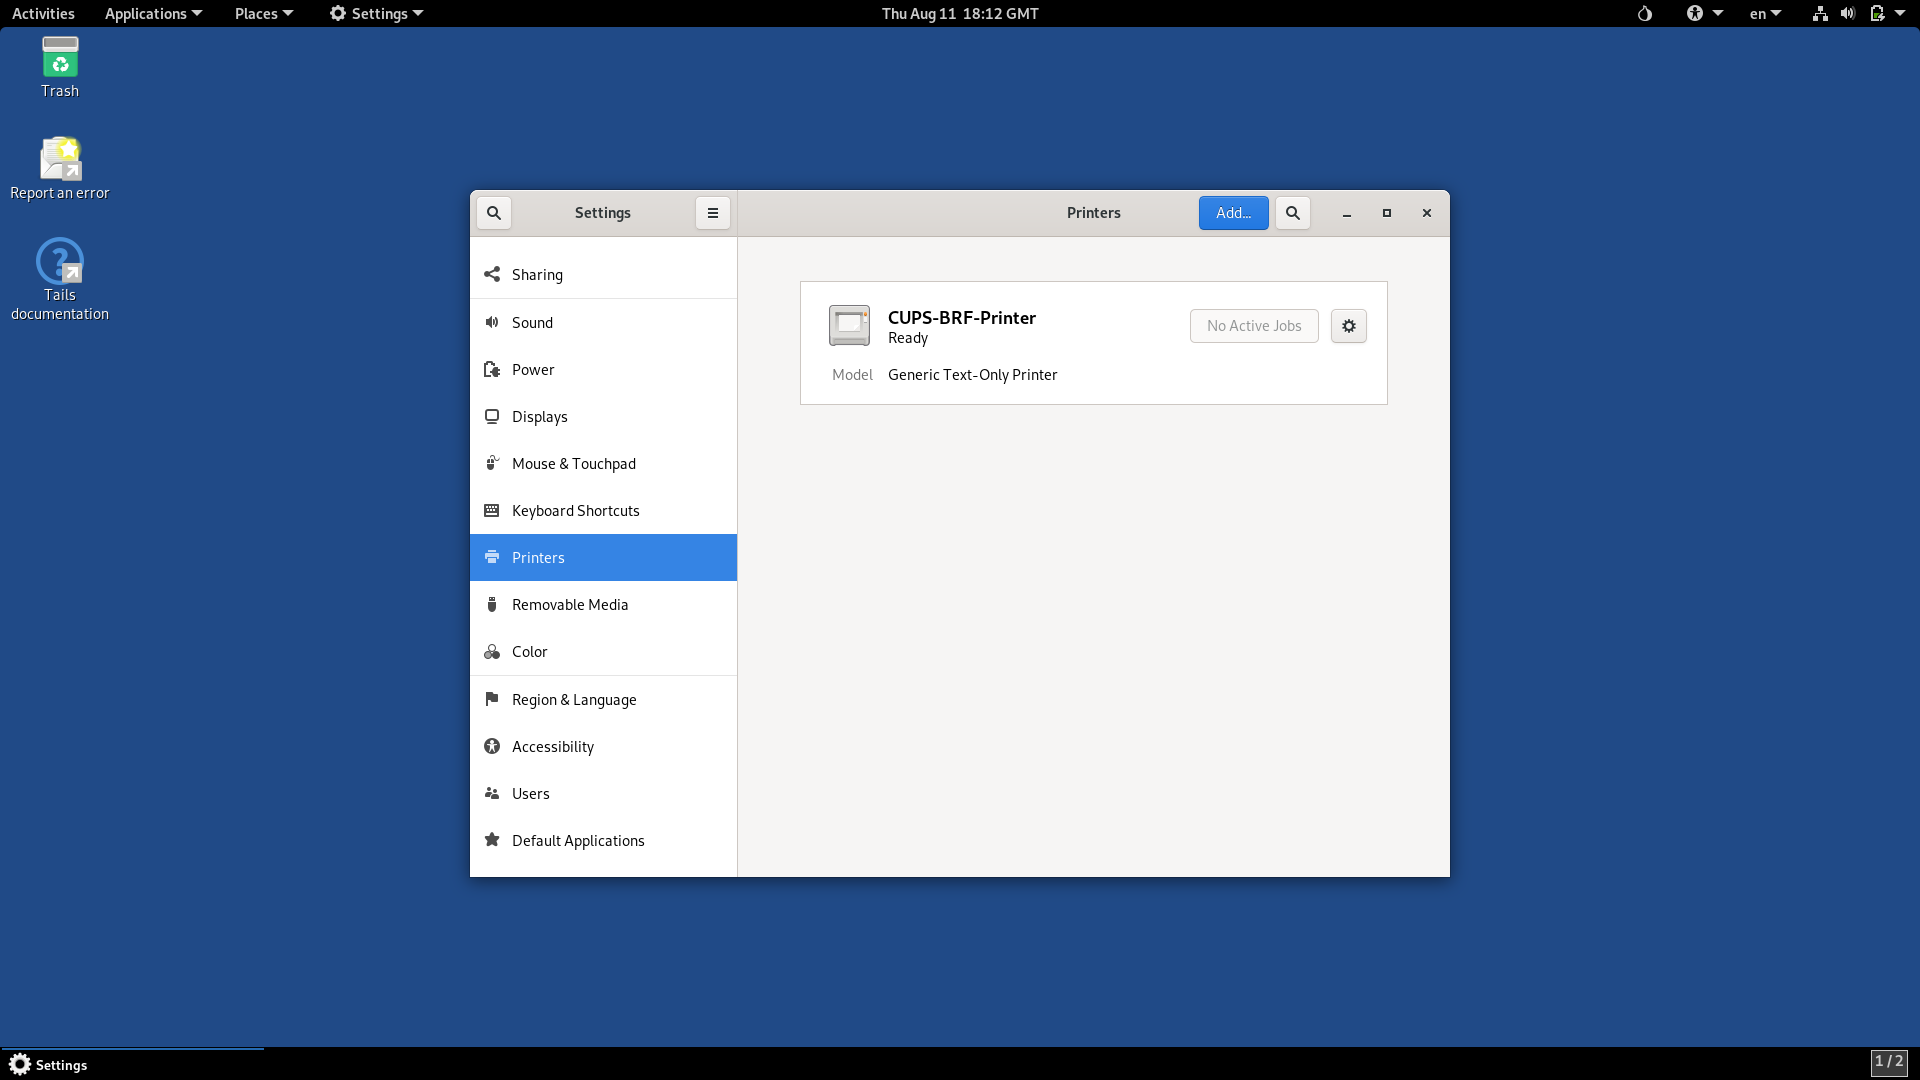 Activities
Applications
Places
Settings
Thu Aug 11 18:12 GMT
en
Trash
Report an error
Tails
documentation
Settings
Printers
Add...
Sharing
Sound
Power
Displays
Mouse & Touchpad
Keyboard Shortcuts
Printers
Removable Media
Color
Region & Language
Accessibility
Users
Default Applications
CUPS-BRF-Printer
Ready
No Active Jobs
Model Generic Text-Only Printer
Settings
1 / 2